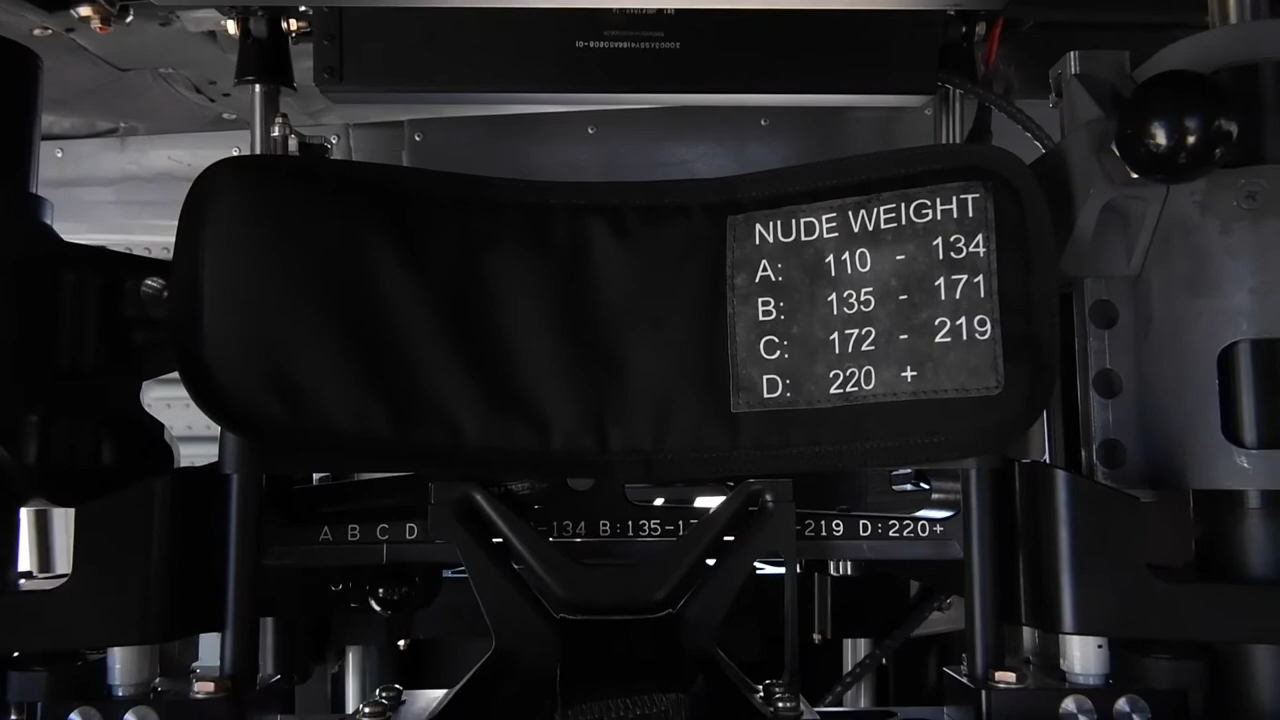 NUDE WEIGHT
A: 110 - 134
B: 135 - 171
C: 172 - 219
D: 220 +
A B C D
-134 B:135-17
-219 D:220+